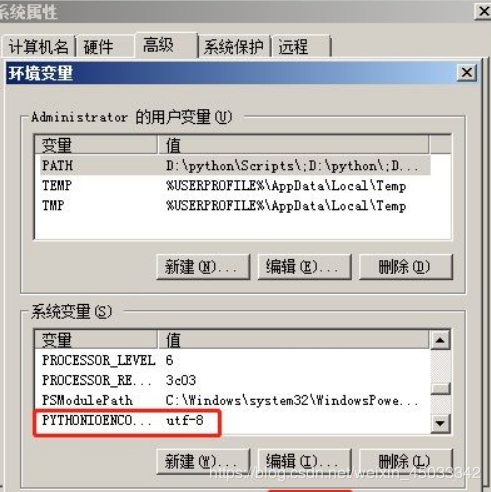 系统属性
计算机名 硬件 高级 系统保护 远程
环境变量
Administrator 的用户变量(U)
变量 值
PATH D:\python\Scripts\;D:\python\;D...
TEMP %USERPROFILE%\AppData\Local\Temp
TMP %USERPROFILE%\AppData\Local\Temp
新建(N)... 编辑(E)... 删除(D)
系统变量(S)
变量 值
PROCESSOR_LEVEL 6
PROCESSOR_RE... 3c03
PSModulePath C:\Windows\system32\WindowsPowe...
PYTHONIOENCO... utf-8
新建(W)... 编辑(I)... 删除(L)
https://blog.csdn.net/weixin_45033342